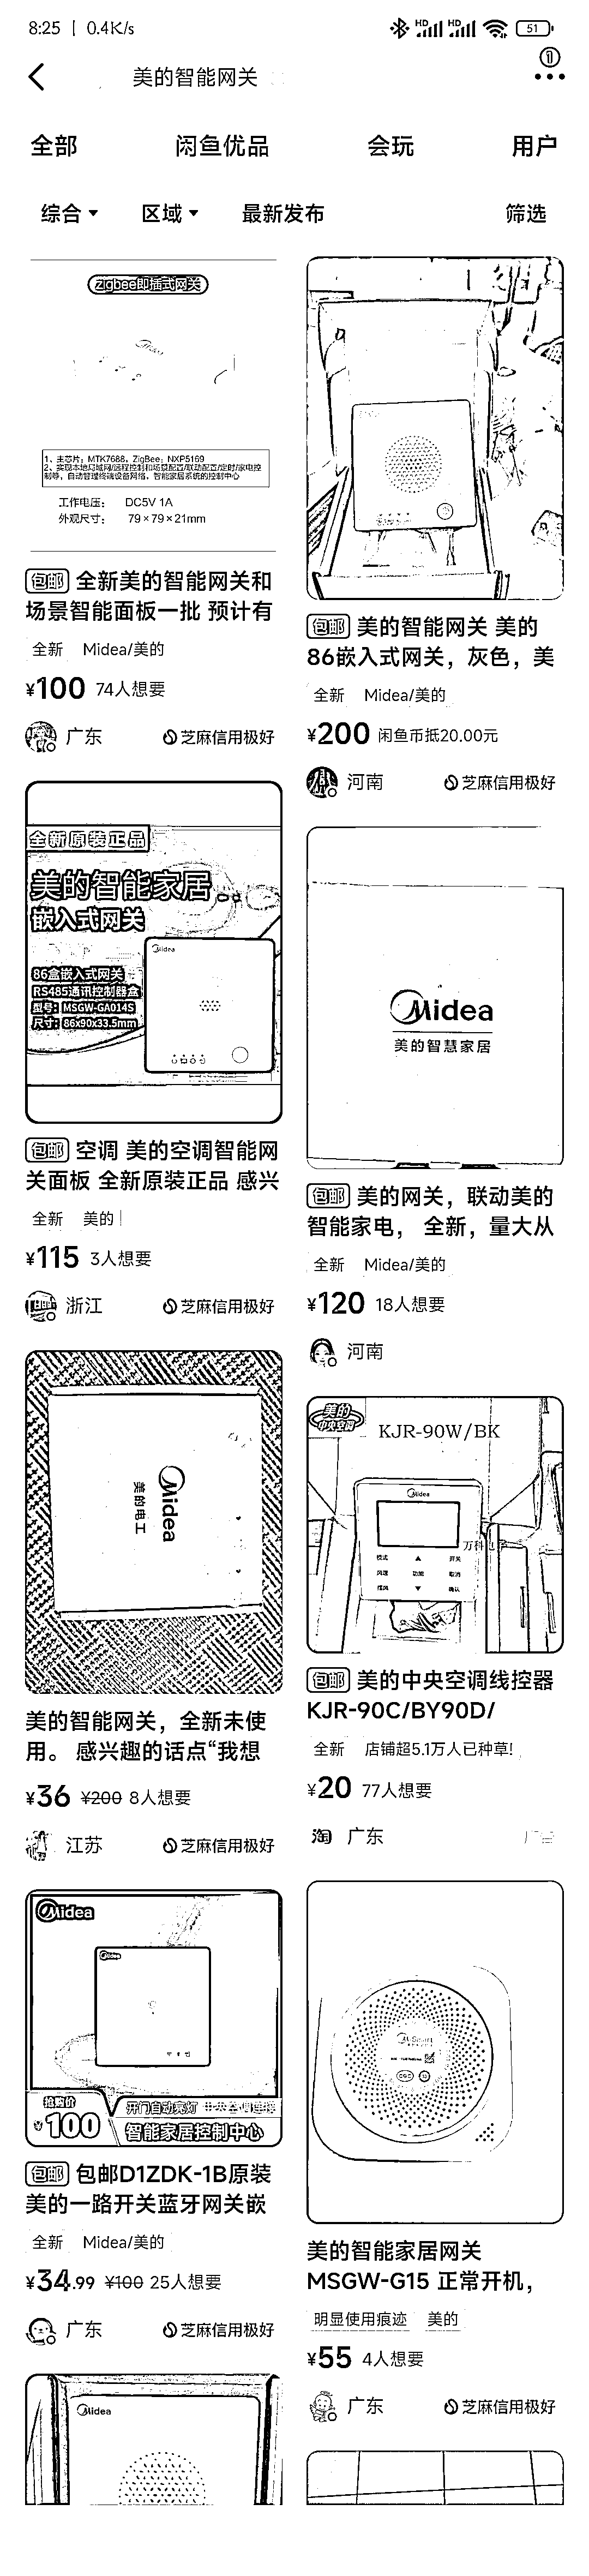 8:25 | 0.4K/s
HD HD 51
美的智能网关
全部 闲鱼优品 会玩 用户
综合 区域 最新发布 筛选
zigbee即插式网关
1、主芯片：MTK7688，ZigBee：NXP5169
2、实现本地局域网/远程控制和场景配置/联动配置/定时/家电控
制等，自动管理终端设备网络，智能家居系统的控制中心
工作电压： DC5V 1A
外观尺寸： 79×79×21mm
包邮 全新美的智能网关和
场景智能面板一批 预计有
全新 Midea/美的
¥100 74人想要
广东 芝麻信用极好
包邮 美的智能网关 美的
86嵌入式网关，灰色，美
全新 Midea/美的
¥200 闲鱼币抵20.00元
河南 芝麻信用极好
全新原装正品
美的智能家居
嵌入式网关
86盒嵌入式网关
RS485通讯控制器盒
型号：MSGW-GA014S
尺寸：86x90x33.5mm
Midea
包邮 空调 美的空调智能网
关面板 全新原装正品 感兴
全新 美的
¥115 3人想要
浙江 芝麻信用极好
Midea
美的智慧家居
包邮 美的网关，联动美的
智能家电， 全新，量大从
全新 Midea/美的
¥120 18人想要
河南
Midea
美的电工
美的智能网关，全新未使
用。 感兴趣的话点“我想
¥36 ¥200 8人想要
江苏 芝麻信用极好
美的
中央空调
KJR-90W/BK
Midea
模式 开关
风速 功能 取消
摆风 确认
包邮 美的中央空调线控器
KJR-90C/BY90D/
全新 店铺超5.1万人已种草!
¥20 77人想要
淘 广东
Midea
Midea
抢购价
¥100
开门自动亮灯
智能家居控制中心
包邮 包邮D1ZDK-1B原装
美的一路开关蓝牙网关嵌
全新 Midea/美的
¥34.99 ¥100 25人想要
广东 芝麻信用极好
M-Smart
美的智能家居网关
MSGW-G15 正常开机，
明显使用痕迹 美的
¥55 4人想要
广东 芝麻信用极好
Midea